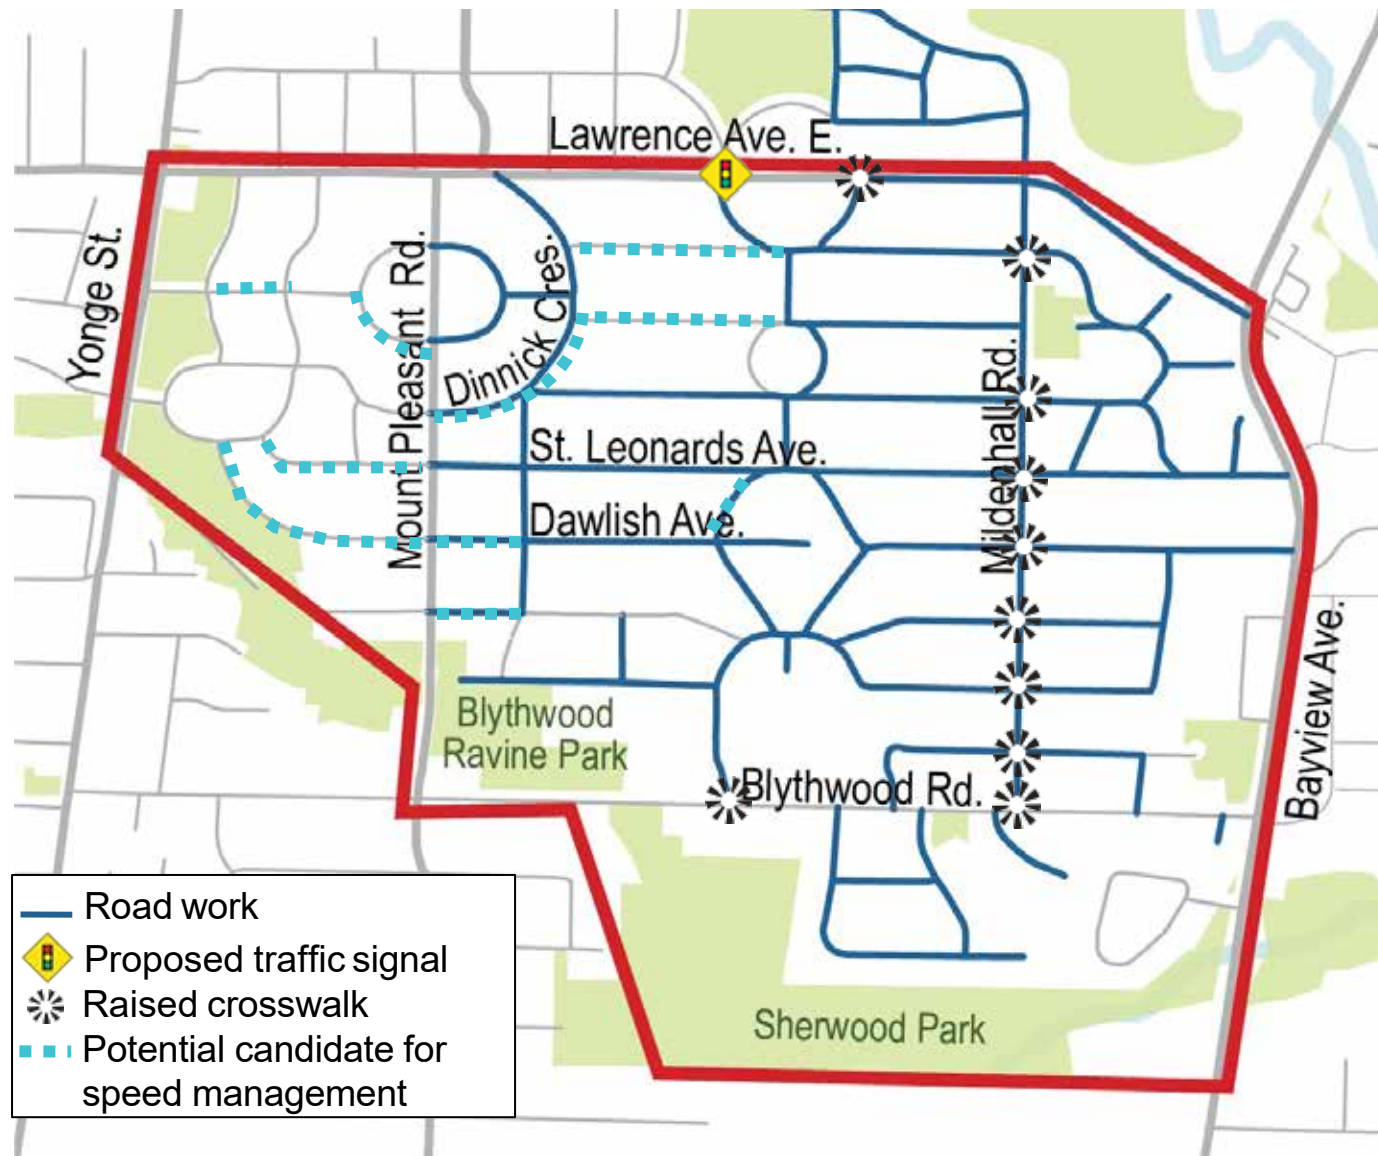 Lawrence Ave. E.
Yonge St.
Mount Pleasant Rd.
Dinnick Cres.
Mildenhall Rd.
St. Leonards Ave.
Dawlish Ave.
Bayview Ave.
Blythwood
Ravine Park
Blythwood Rd.
Sherwood Park
Road work
Proposed traffic signal
Raised crosswalk
Potential candidate for
speed management